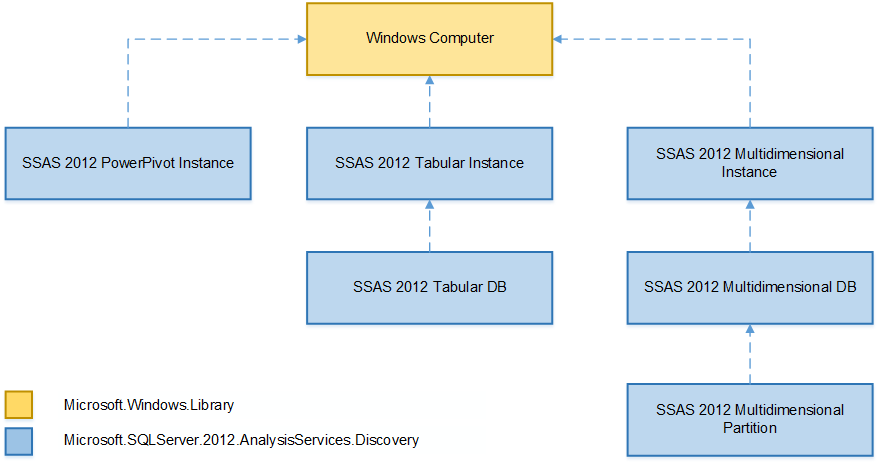 Windows Computer
SSAS 2012 PowerPivot Instance
SSAS 2012 Tabular Instance
SSAS 2012 Multidimensional
Instance
SSAS 2012 Tabular DB
SSAS 2012 Multidimensional DB
SSAS 2012 Multidimensional
Partition
Microsoft.Windows.Library
Microsoft.SQLServer.2012.AnalysisServices.Discovery